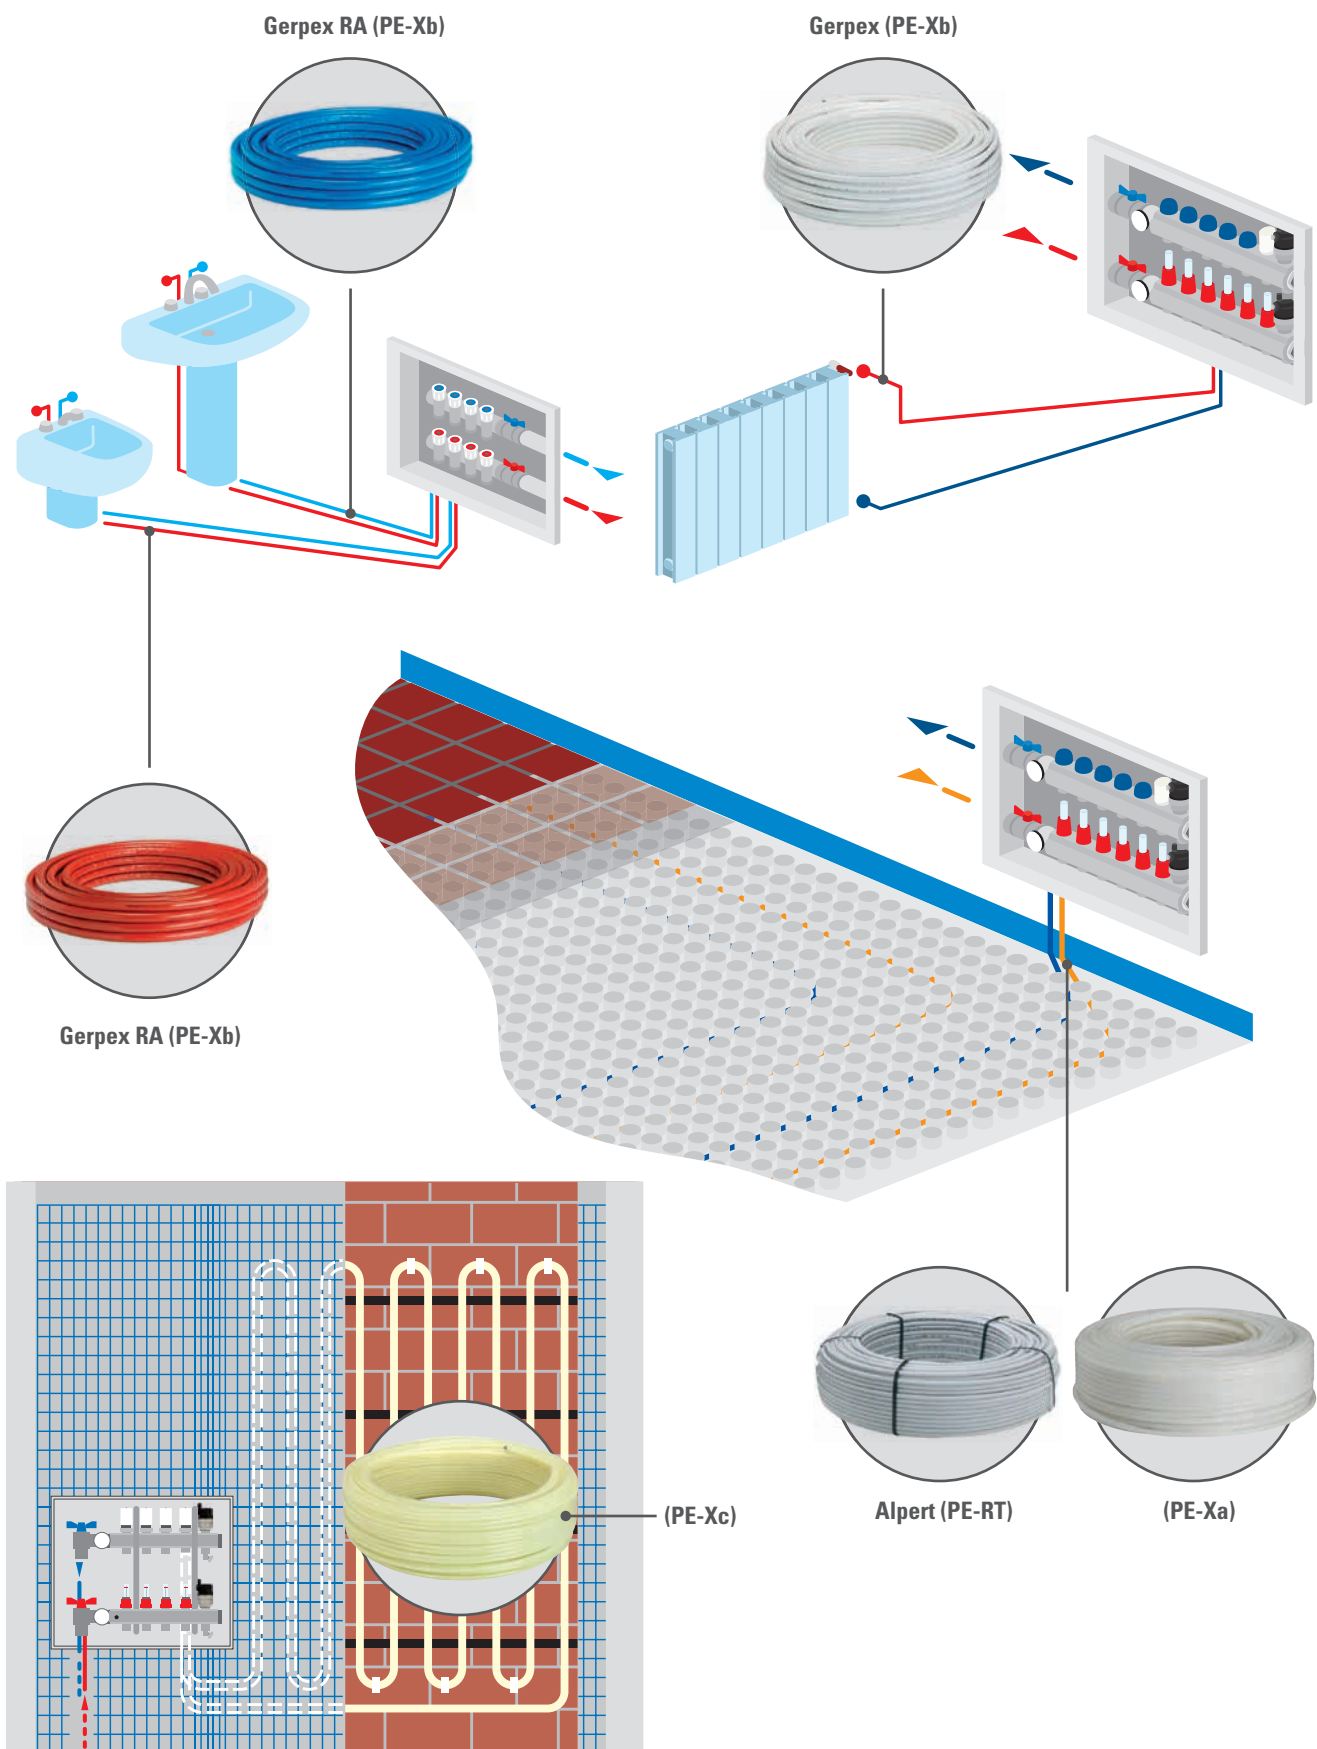 Gerpex RA (PE-Xb)
Gerpex (PE-Xb)
Gerpex RA (PE-Xb)
(PE-Xc)
Alpert (PE-RT)
(PE-Xa)